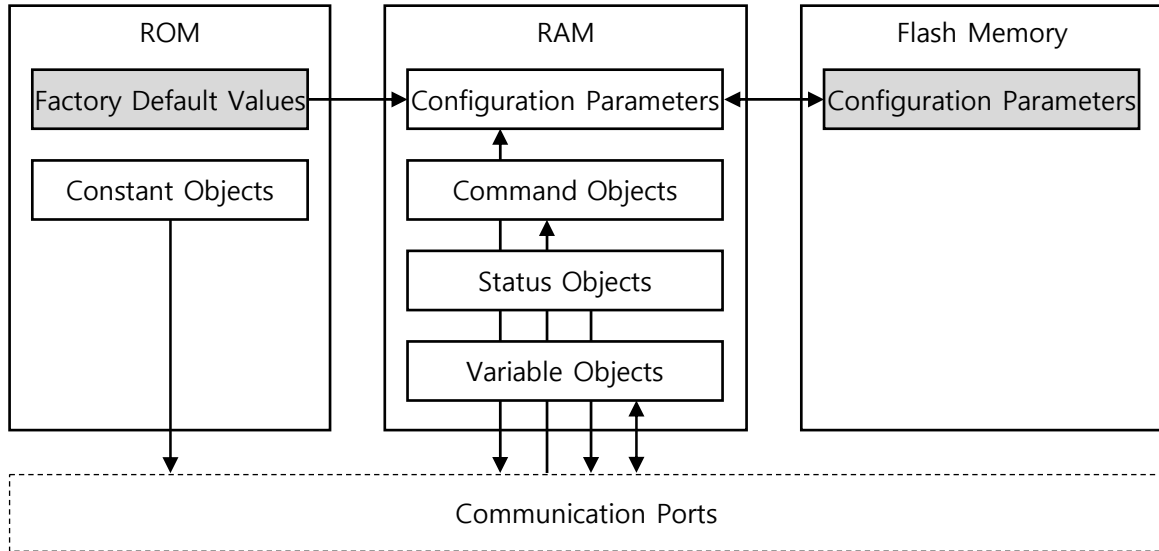 ROM
Factory Default Values
Constant Objects
RAM
Configuration Parameters
Command Objects
Status Objects
Variable Objects
Flash Memory
Configuration Parameters
Communication Ports